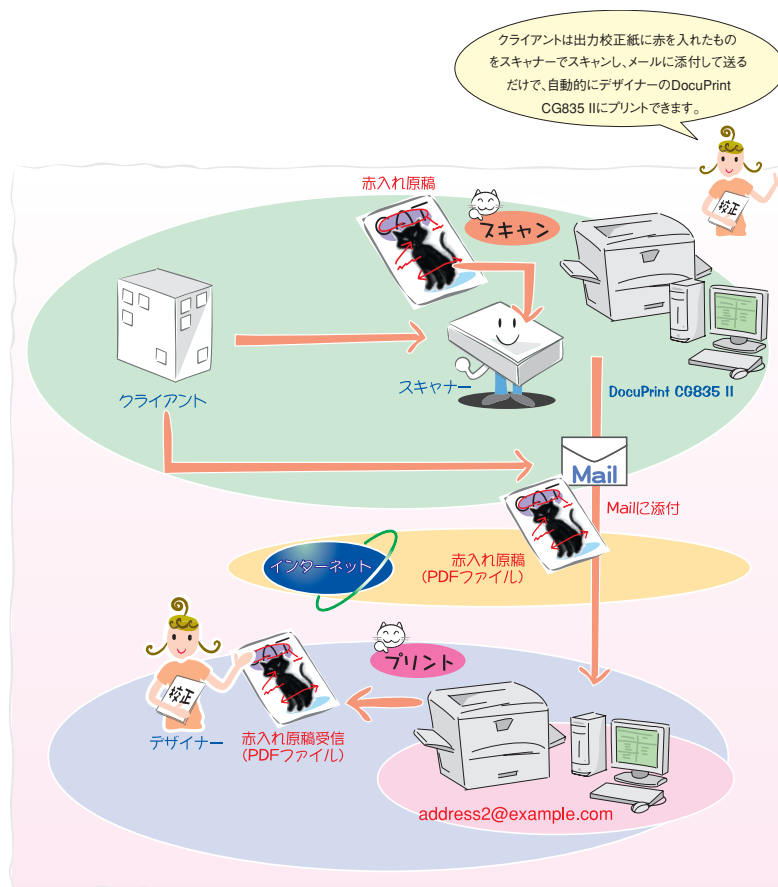 クライアントは出力校正紙に赤を入れたもの
をスキャナーでスキャンし、メールに添付して送る
だけで、自動的にデザイナーのDocuPrint
CG835 IIにプリントできます。
校正
赤入れ原稿
スキャン
クライアント
スキャナー
DocuPrint CG835 II
Mail
Mailに添付
インターネット
赤入れ原稿
(PDFファイル)
プリント
校正
デザイナー
赤入れ原稿受信
(PDFファイル)
address2@example.com